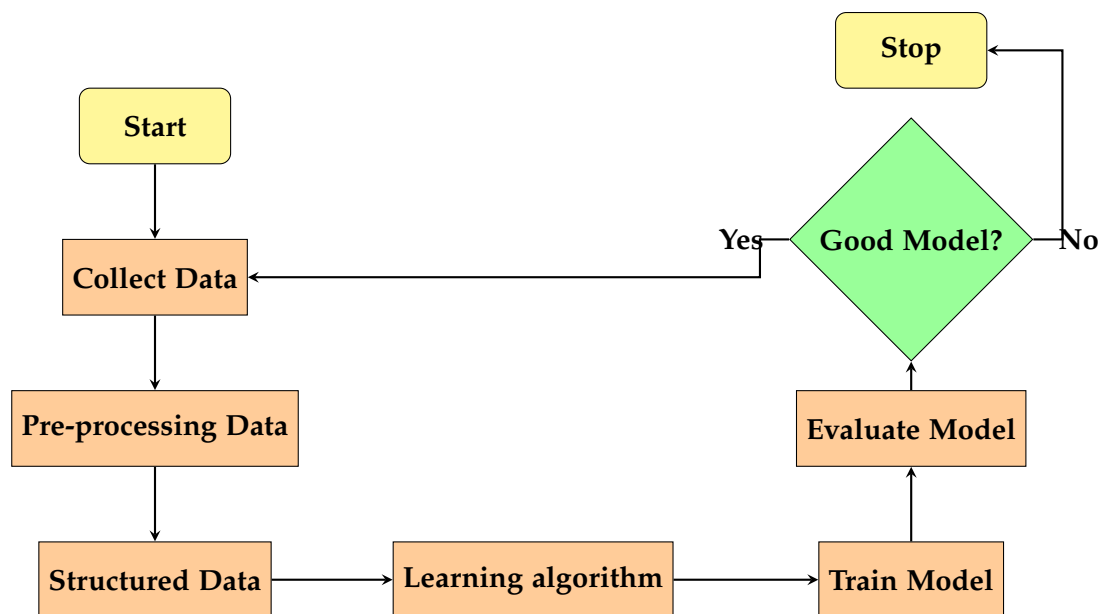 Stop
Start
Yes
Good Model?
No
Collect Data
Pre-processing Data
Evaluate Model
Structured Data
Learning algorithm
Train Model